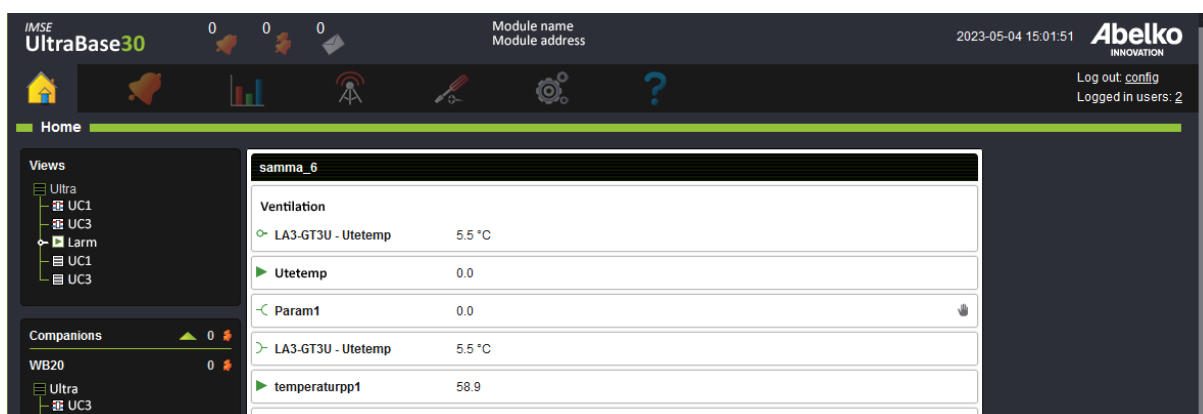 IMSE
UltraBase30
0
0
0
Module name
Module address
2023-05-04 15:01:51
Abelko
INNOVATION
Log out: config
Logged in users: 2
Home
Views
Ultra
UC1
UC3
Larm
UC1
UC3
Companions 0
WB20 0
Ultra
UC3
samma_6
Ventilation
LA3-GT3U - Utetemp 5.5 °C
Utetemp 0.0
Param1 0.0
LA3-GT3U - Utetemp 5.5 °C
temperaturpp1 58.9